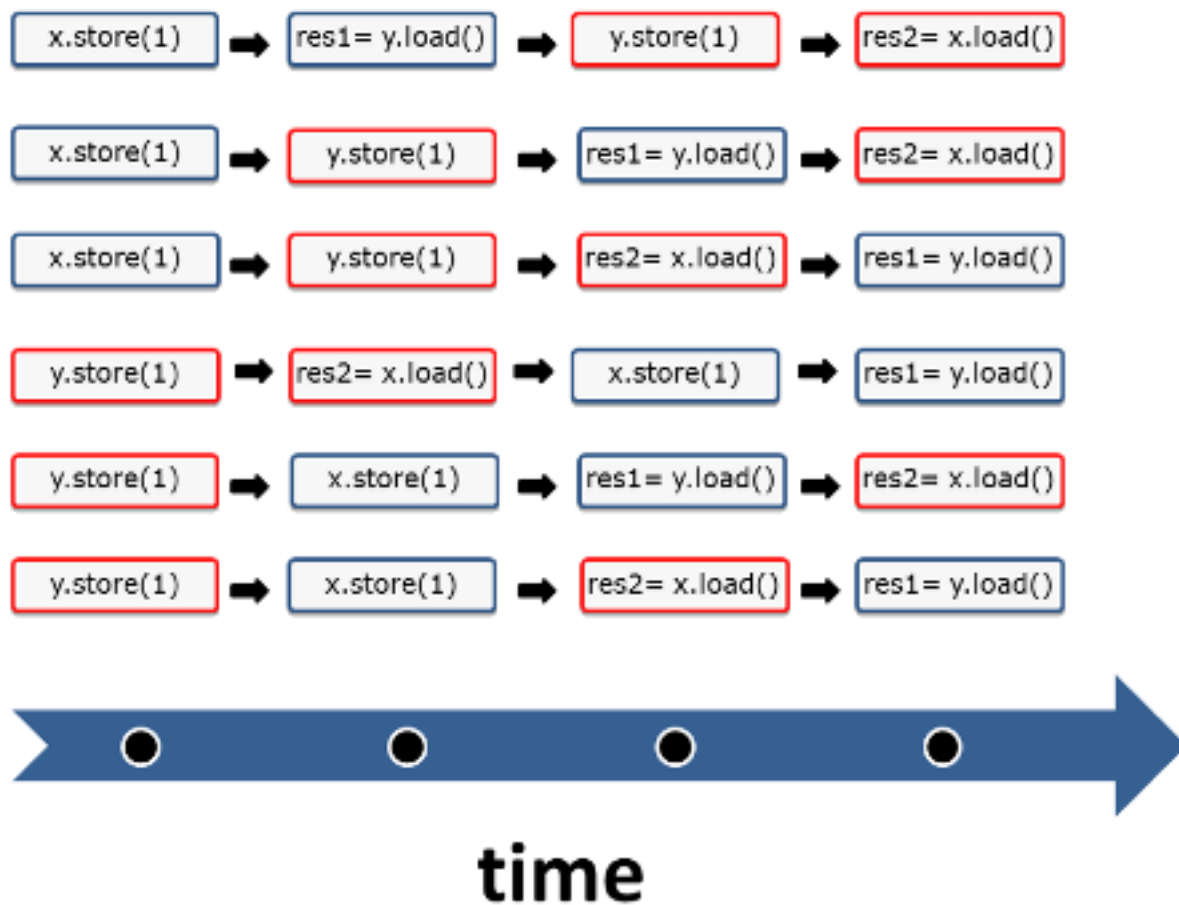 x.store(1) res1= y.load() y.store(1) res2= x.load()
x.store(1) y.store(1) res1= y.load() res2= x.load()
x.store(1) y.store(1) res2= x.load() res1= y.load()
y.store(1) res2= x.load() x.store(1) res1= y.load()
y.store(1) x.store(1) res1= y.load() res2= x.load()
y.store(1) x.store(1) res2= x.load() res1= y.load()
time